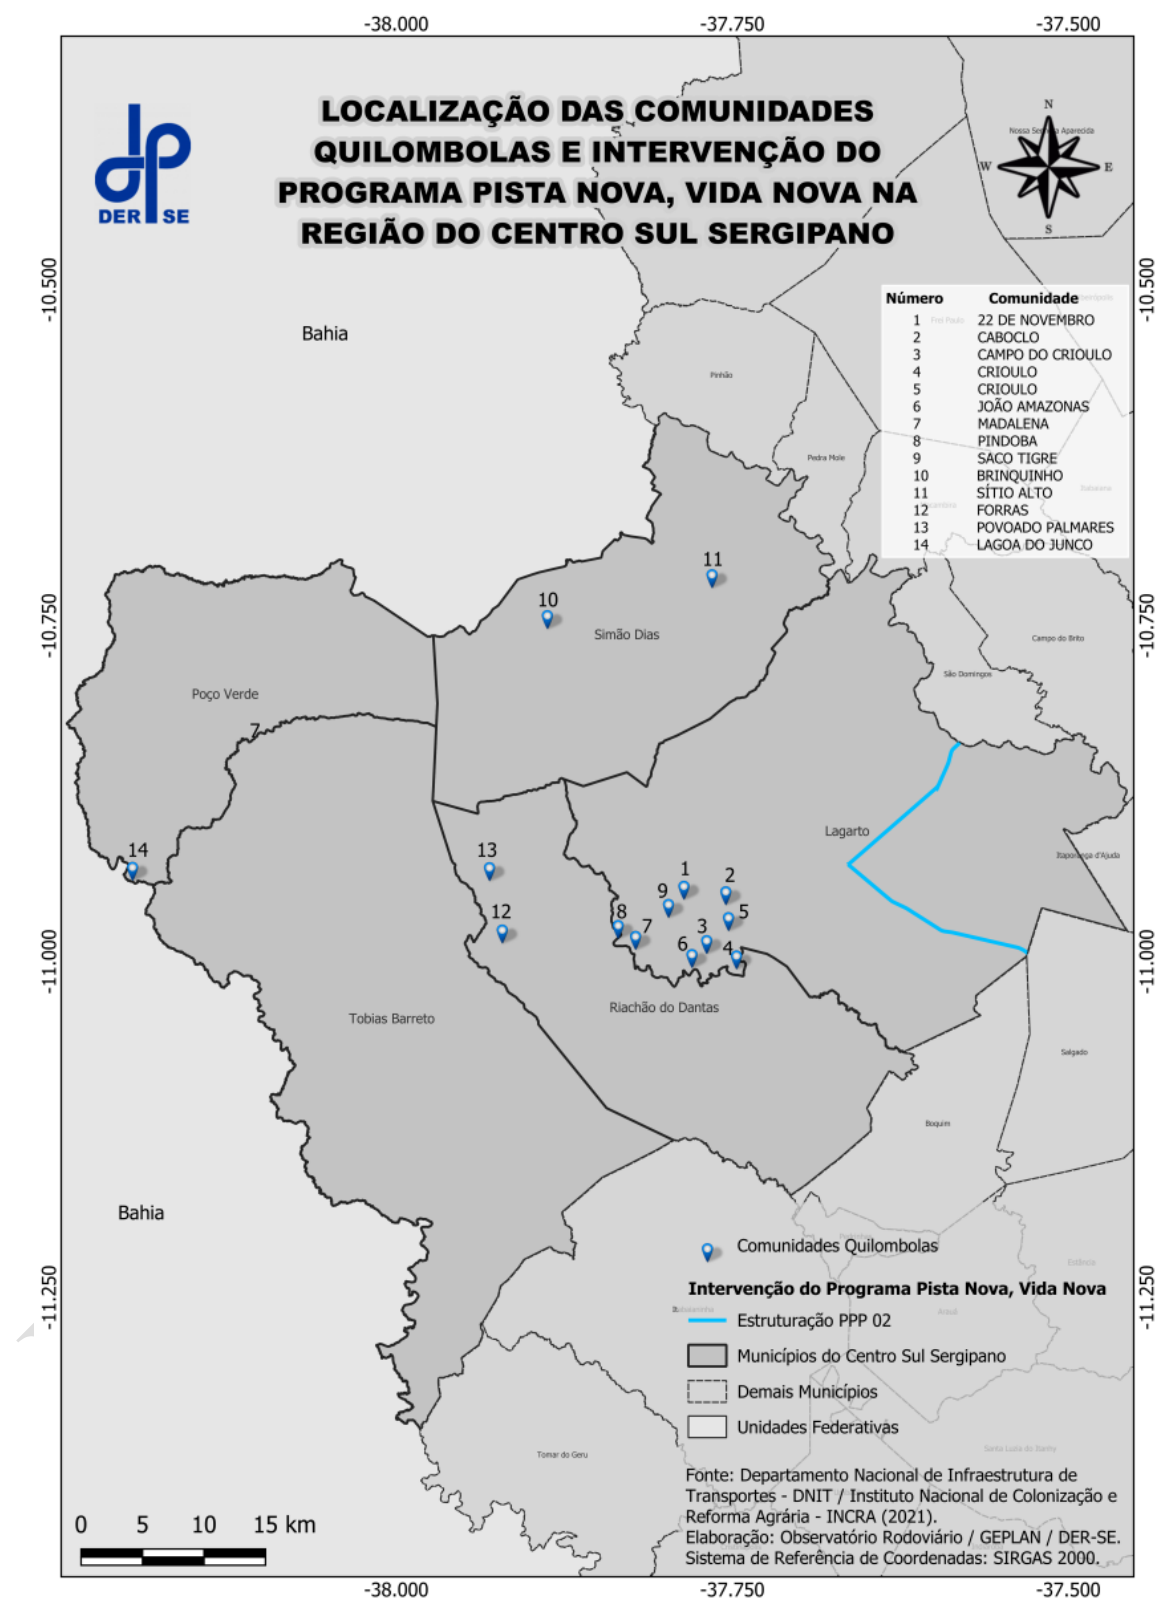 -38.000 -37.750 -37.500
LOCALIZAÇÃO DAS COMUNIDADES
QUILOMBOLAS E INTERVENÇÃO DO
PROGRAMA PISTA NOVA, VIDA NOVA NA
REGIÃO DO CENTRO SUL SERGIPANO
DER SE
N
W E
S
-10.500 -10.500
Número Comunidade
1 22 DE NOVEMBRO
2 CABOCLO
3 CAMPO DO CRIOULO
4 CRIOULO
5 CRIOULO
6 JOÃO AMAZONAS
7 MADALENA
8 PINDOBA
9 SACO TIGRE
10 BRINQUINHO
11 SÍTIO ALTO
12 FORRAS
13 POVOADO PALMARES
14 LAGOA DO JUNCO
Frei Paulo
Itabaiana
Bahia
Pinhão
Pedra Mole
11
10
Simão Dias
-10.750 -10.750
Campo do Brito
São Domingos
Poço Verde
7
Lagarto
Itaporanga d'Ajuda
14
13
1
2
9
12
8
7
5
3
6
4
-11.000 -11.000
Riachão do Dantas
Tobias Barreto
Salgado
Boquim
Bahia
Comunidades Quilombolas
Estância
-11.250 -11.250
Intervenção do Programa Pista Nova, Vida Nova
Arauá
Estruturação PPP 02
Municípios do Centro Sul Sergipano
Demais Municípios
Unidades Federativas
Tomar do Geru
Fonte: Departamento Nacional de Infraestrutura de
Transportes - DNIT / Instituto Nacional de Colonização e
Reforma Agrária - INCRA (2021).
Elaboração: Observatório Rodoviário / GEPLAN / DER-SE.
Sistema de Referência de Coordenadas: SIRGAS 2000.
0 5 10 15 km
-38.000 -37.750 -37.500